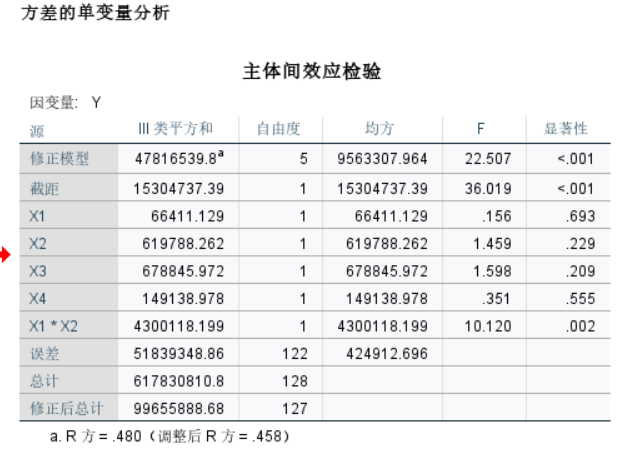 方差的单变量分析
主体间效应检验
因变量: Y
源 III 类平方和 自由度 均方 F 显著性
修正模型 47816539.8a 5 9563307.964 22.507 <.001
截距 15304737.39 1 15304737.39 36.019 <.001
X1 66411.129 1 66411.129 .156 .693
X2 619788.262 1 619788.262 1.459 .229
X3 678845.972 1 678845.972 1.598 .209
X4 149138.978 1 149138.978 .351 .555
X1 * X2 4300118.199 1 4300118.199 10.120 .002
误差 51839348.86 122 424912.696
总计 617830810.8 128
修正后总计 99655888.68 127
a. R 方 = .480（调整后 R 方 = .458）